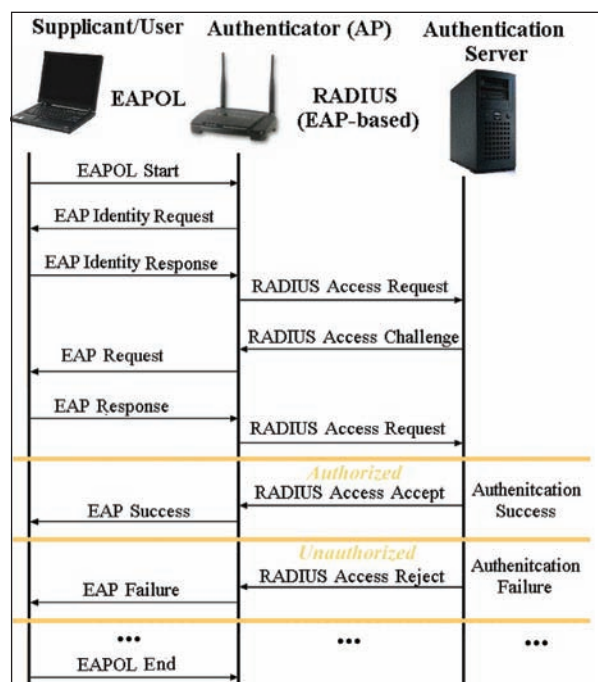 Supplicant/User
Authenticator (AP)
Authentication
Server
EAPOL
RADIUS
(EAP-based)
EAPOL Start
EAP Identity Request
EAP Identity Response
RADIUS Access Request
RADIUS Access Challenge
EAP Request
EAP Response
RADIUS Access Request
Authorized
RADIUS Access Accept
Authenitcation
Success
EAP Success
Unauthorized
RADIUS Access Reject
Authenitcation
Failure
EAP Failure
...
...
...
EAPOL End